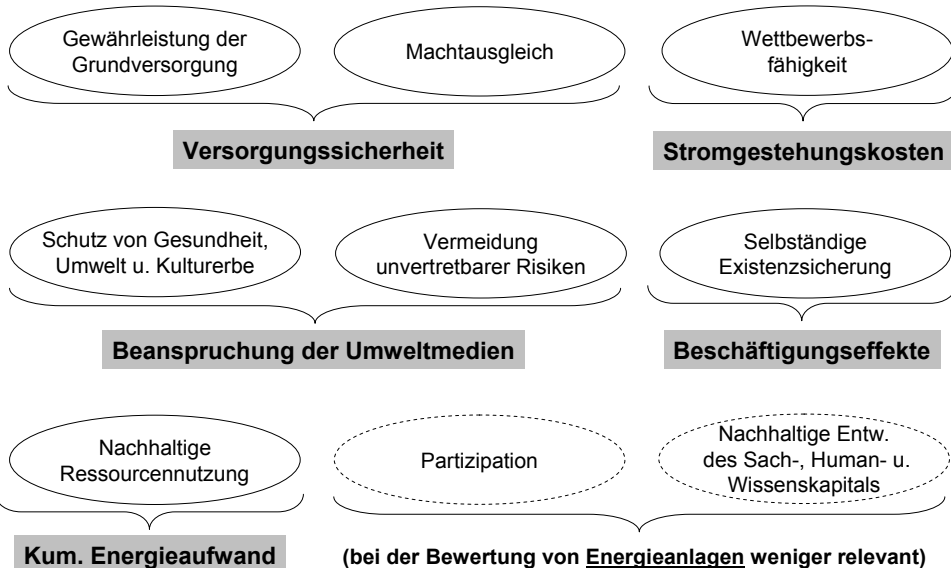 Gewährleistung der
Grundversorgung
Machtausgleich
Wettbewerbs-
fähigkeit
Versorgungssicherheit
Stromgestehungskosten
Schutz von Gesundheit,
Umwelt u. Kulturerbe
Vermeidung
unvertretbarer Risiken
Selbständige
Existenzsicherung
Beanspruchung der Umweltmedien
Beschäftigungseffekte
Nachhaltige
Ressourcennutzung
Partizipation
Nachhaltige Entw.
des Sach-, Human- u.
Wissenskapitals
Kum. Energieaufwand
(bei der Bewertung von Energieanlagen weniger relevant)